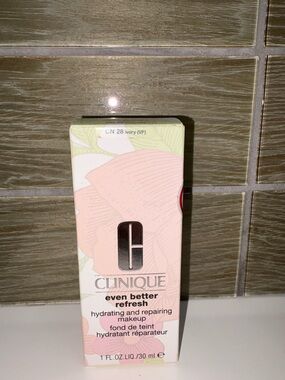 CN 28 ivory (VF)
CLINIQUE
even better
refresh
hydrating and repairing
makeup
fond de teint
hydratant réparateur
1 FL.OZ.LIQ./30 ml e